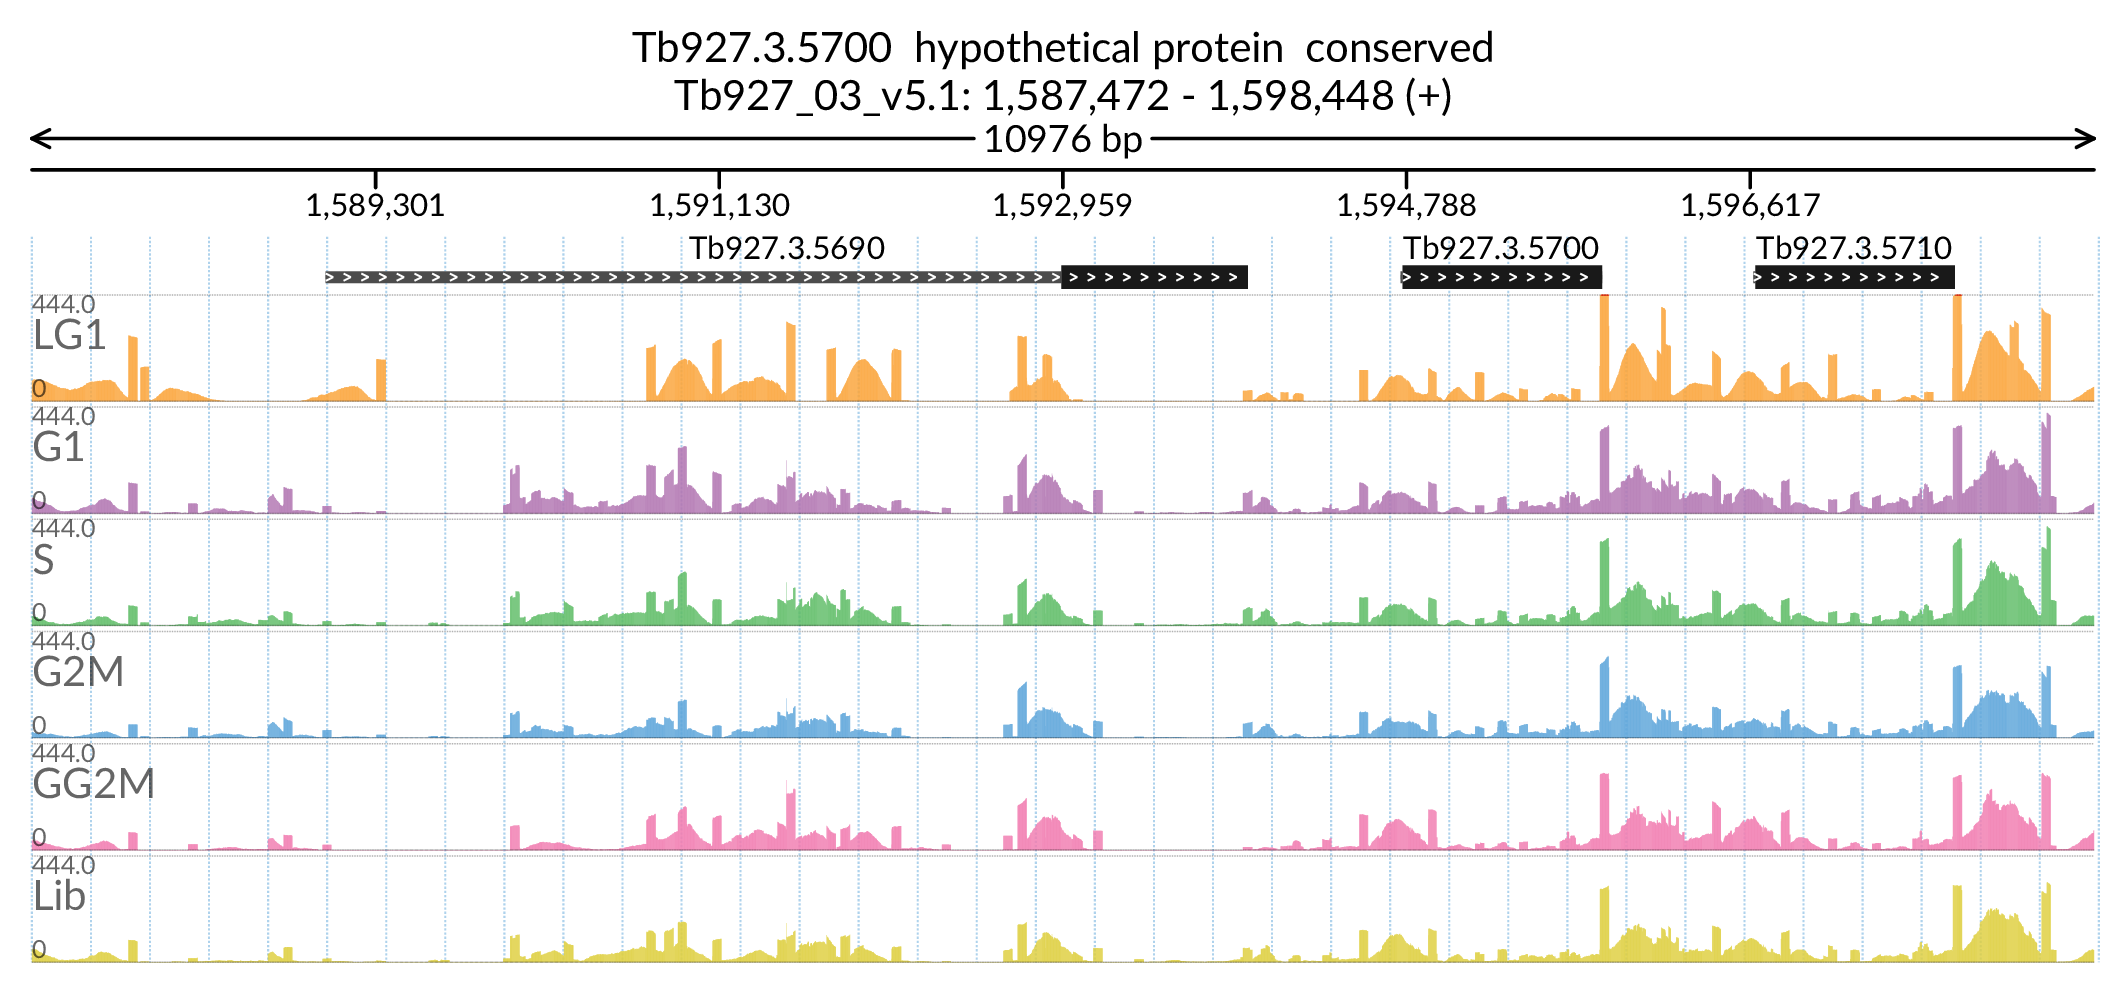 Tb927.3.5700  hypothetical protein  conserved
Tb927_03_v5.1: 1,587,472 - 1,598,448 (+)
10976 bp
1,589,301 1,591,130 1,592,959 1,594,788 1,596,617
Tb927.3.5690 Tb927.3.5700 Tb927.3.5710
444.0
LG1
0
444.0
G1
0
444.0
S
0
444.0
G2M
0
444.0
GG2M
0
444.0
Lib
0